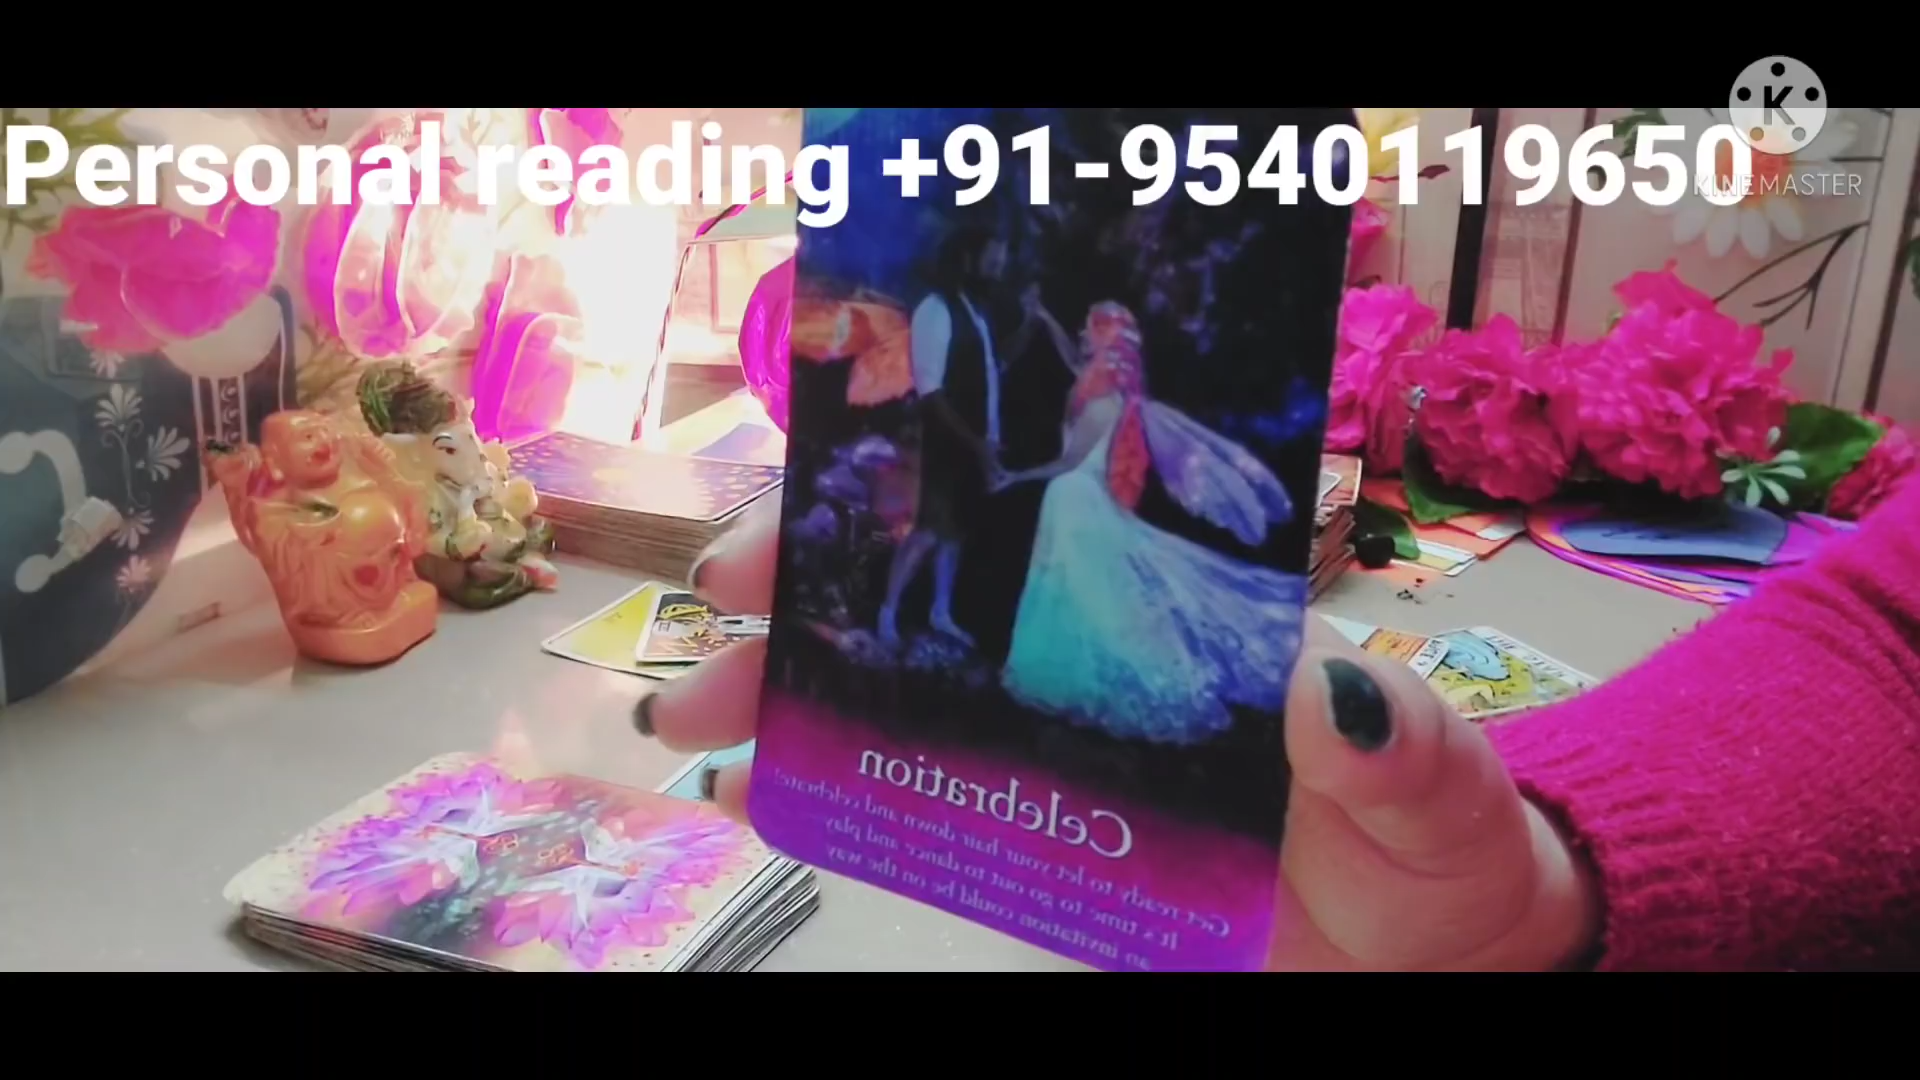 Personal reading +91-9540119650
K
KINEMASTER
Celebration
Get ready to let your hair down and celebrate!
It's time to go out to dance and play
an invitation could be on the way